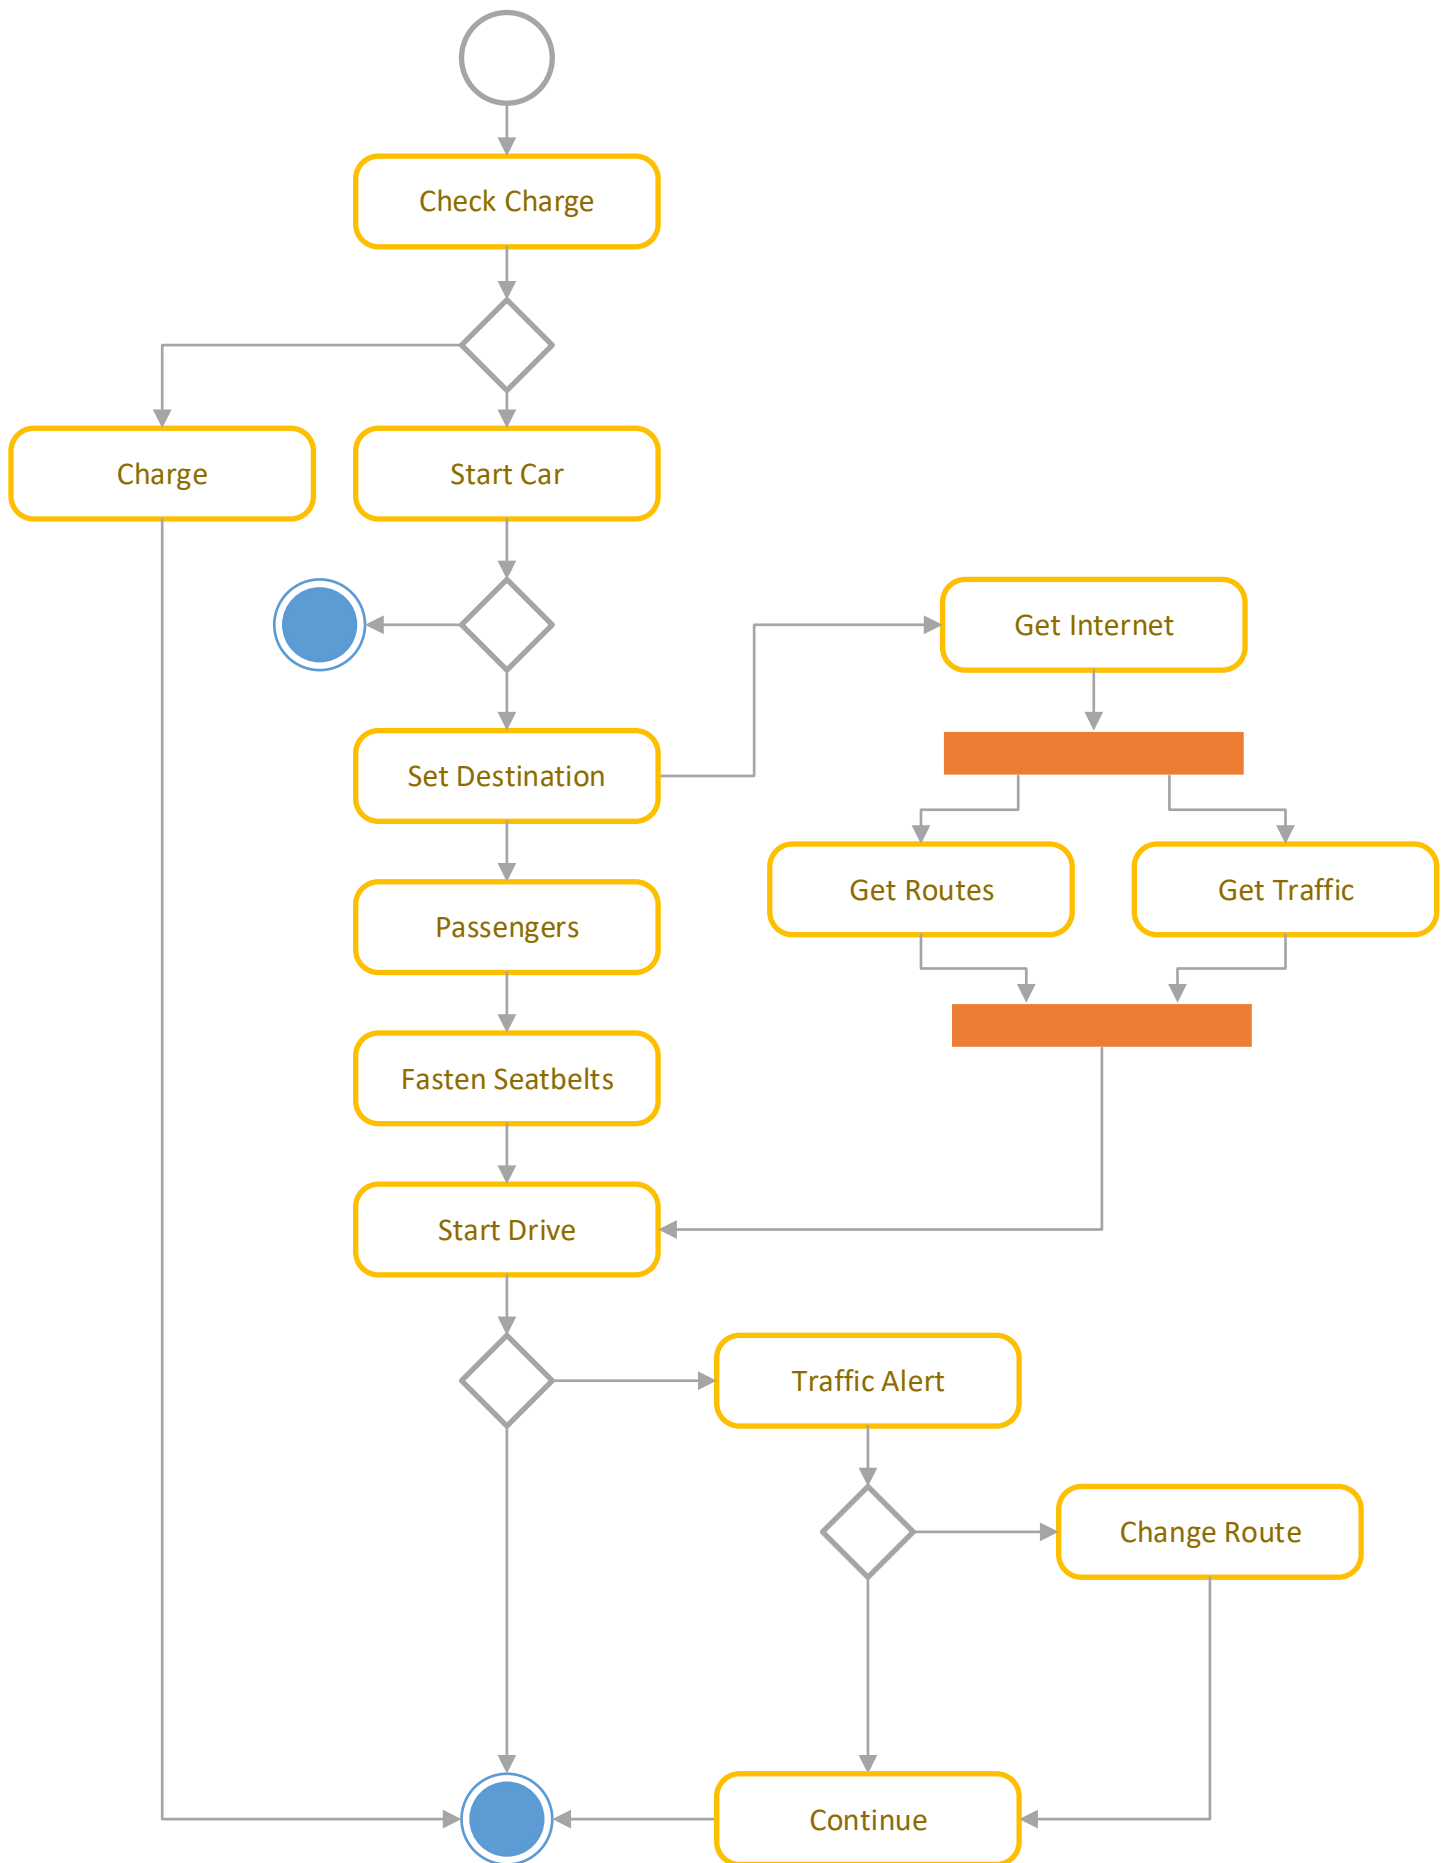 Check Charge
Charge
Start Car
Get Internet
Set Destination
Get Routes
Get Traffic
Passengers
Fasten Seatbelts
Start Drive
Traffic Alert
Change Route
Continue